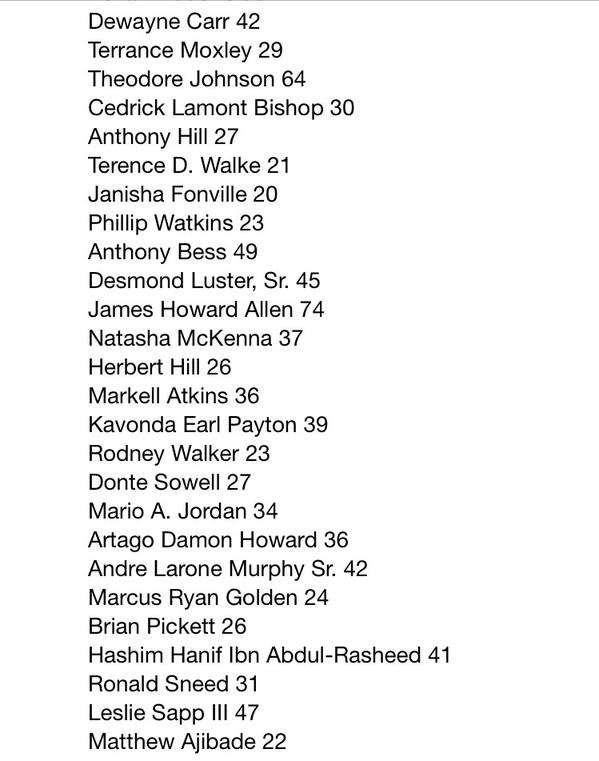 Dewayne Carr 42
Terrance Moxley 29
Theodore Johnson 64
Cedrick Lamont Bishop 30
Anthony Hill 27
Terence D. Walke 21
Janisha Fonville 20
Phillip Watkins 23
Anthony Bess 49
Desmond Luster, Sr. 45
James Howard Allen 74
Natasha McKenna 37
Herbert Hill 26
Markell Atkins 36
Kavonda Earl Payton 39
Rodney Walker 23
Donte Sowell 27
Mario A. Jordan 34
Artago Damon Howard 36
Andre Larone Murphy Sr. 42
Marcus Ryan Golden 24
Brian Pickett 26
Hashim Hanif Ibn Abdul-Rasheed 41
Ronald Sneed 31
Leslie Sapp III 47
Matthew Ajibade 22